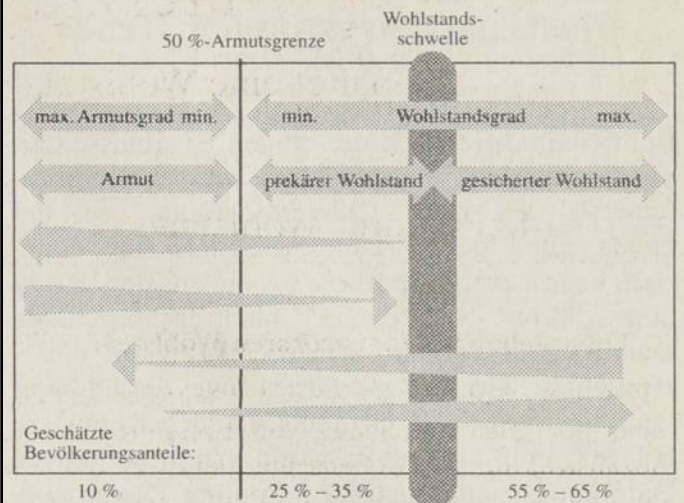 Wohlstands-
schwelle
50 %-Armutsgrenze
max. Armutsgrad min.
min. Wohlstandsgrad max.
Armut
prekärer Wohlstand
gesicherter Wohlstand
Geschätzte
Bevölkerungsanteile:
10 % 25 % – 35 % 55 % – 65 %